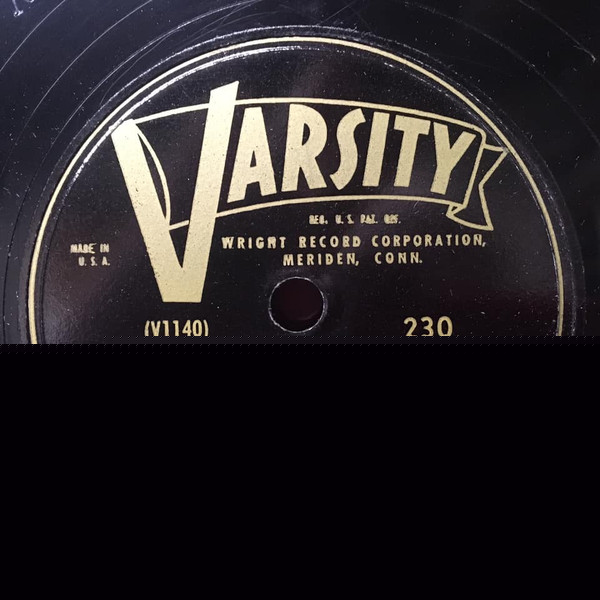 VARSITY
REG. U.S. PAT. OFF.
MADE IN
U.S.A.
WRIGHT RECORD CORPORATION,
MERIDEN, CONN.
(V1140) 230